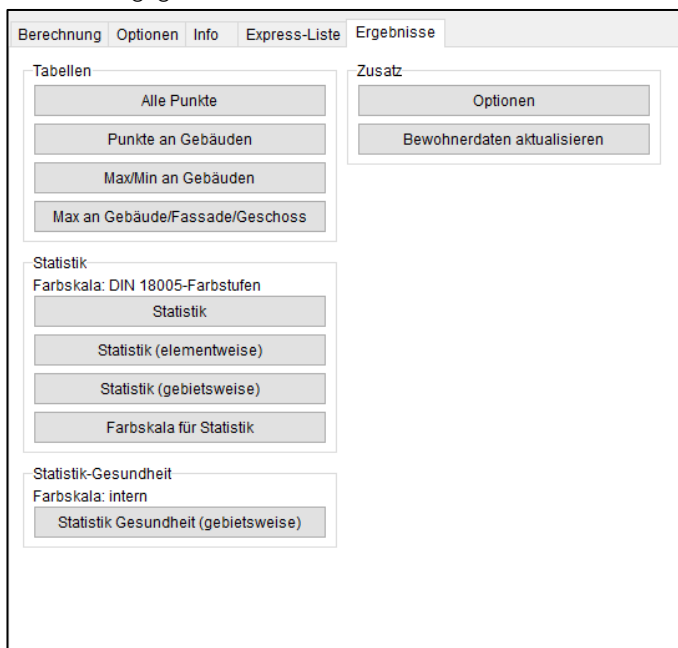 Berechnung Optionen Info Express-Liste Ergebnisse
Tabellen
Alle Punkte
Punkte an Gebäuden
Max/Min an Gebäuden
Max an Gebäude/Fassade/Geschoss
Zusatz
Optionen
Bewohnerdaten aktualisieren
Statistik
Farbskala: DIN 18005-Farbstufen
Statistik
Statistik (elementweise)
Statistik (gebietsweise)
Farbskala für Statistik
Statistik-Gesundheit
Farbskala: intern
Statistik Gesundheit (gebietsweise)